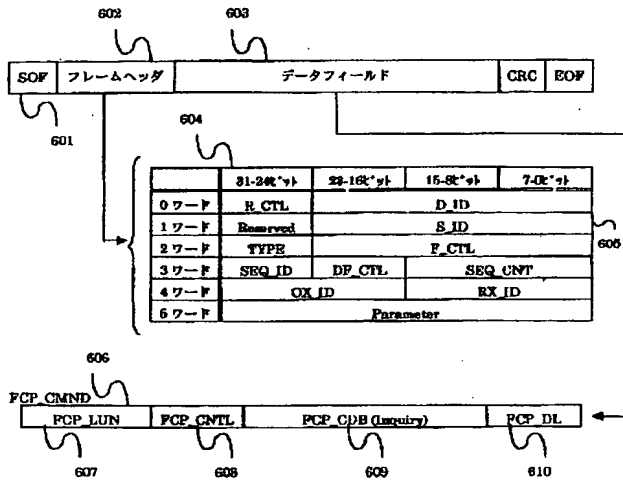 602 603
SOF フレームヘッダ データフィールド CRC EOF
601
604
31-24ビット 23-16ビット 15-8ビット 7-0ビット
0ワード R_CTL D_ID
1ワード Reserved S_ID
605
2ワード TYPE F_CTL
3ワード SEQ_ID DF_CTL SEQ_CNT
4ワード OX_ID RX_ID
5ワード Parameter
606
FCP_CMND
FCP_LUN FCP_CNTL FCP_CDB (Inquiry) FCP_DL
607 608 609 610